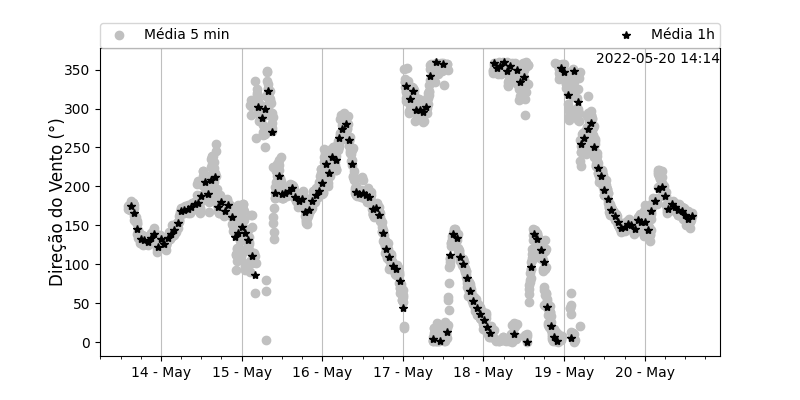 Média 5 min
Média 1h
2022-05-20 14:14
Direção do Vento (°)
350
300
250
200
150
100
50
0
14 - May
15 - May
16 - May
17 - May
18 - May
19 - May
20 - May